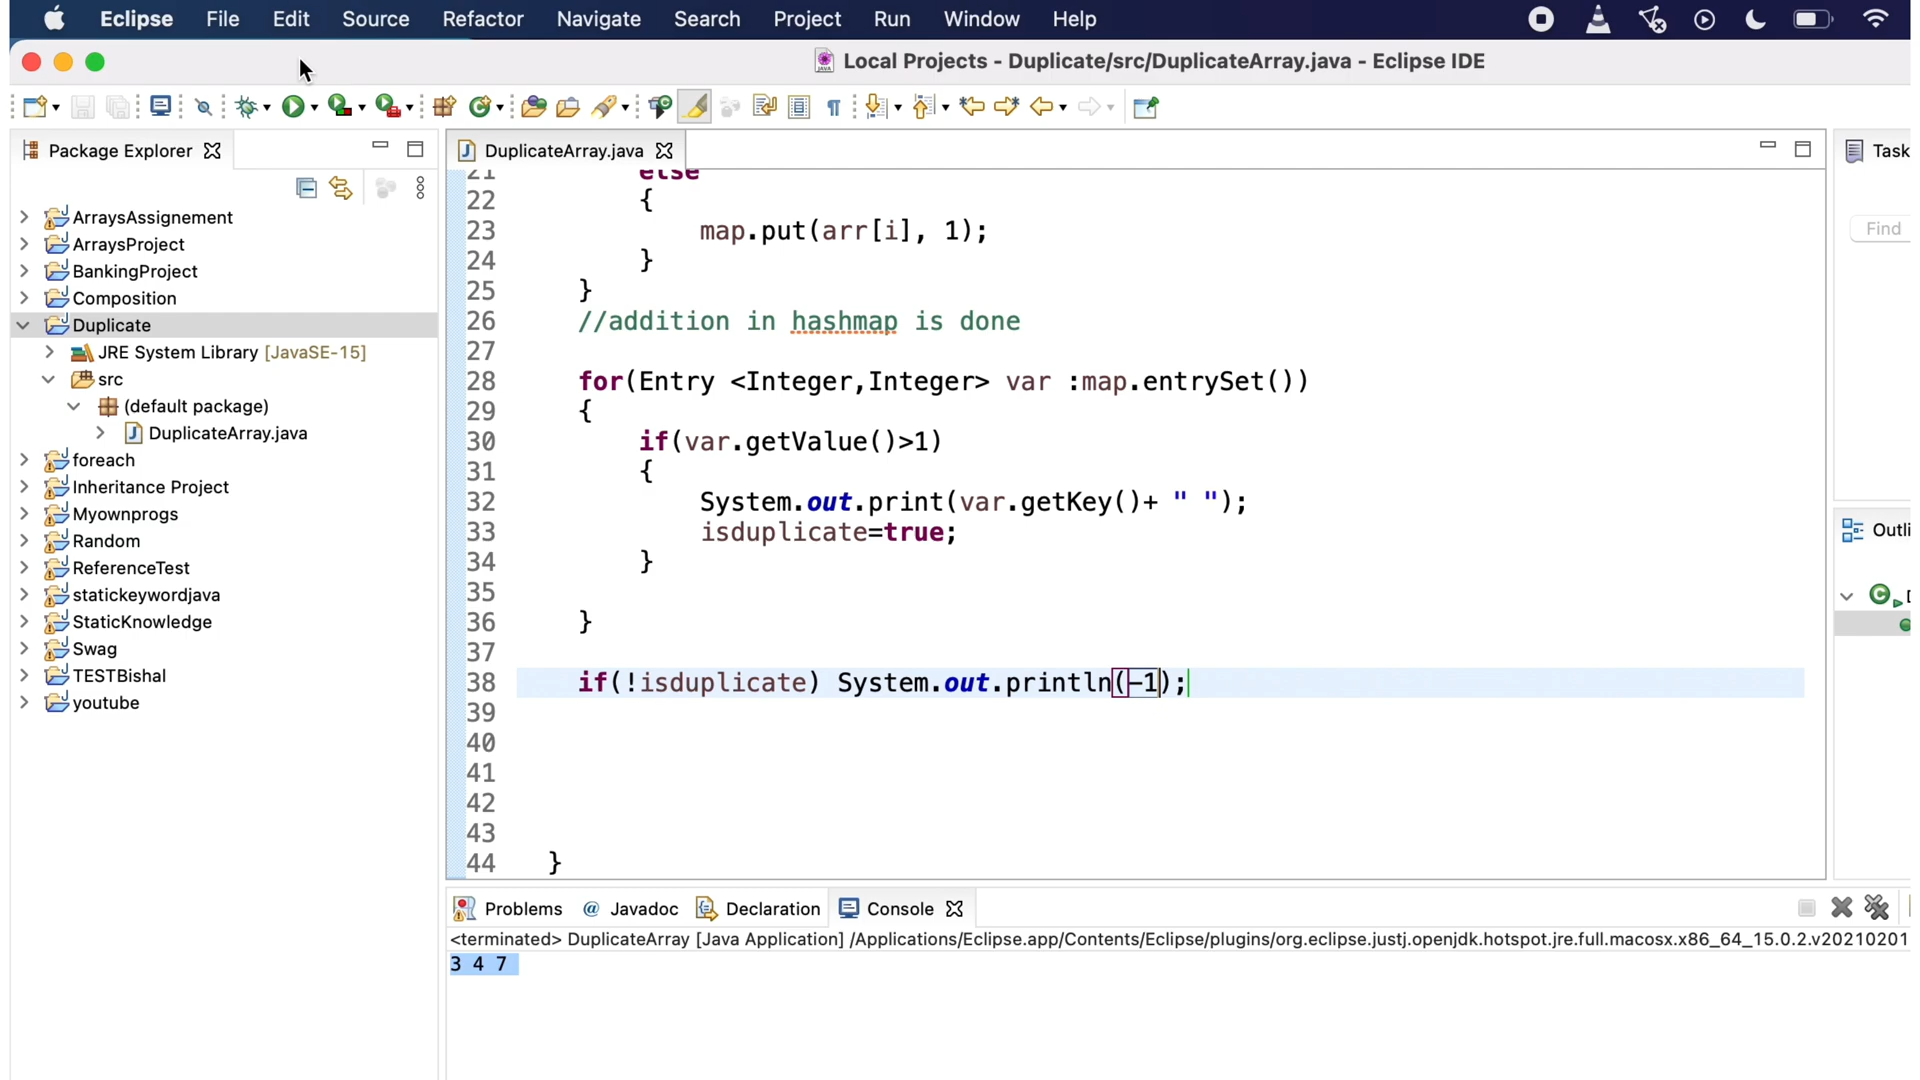 Eclipse File Edit Source Refactor Navigate Search Project Run Window Help
Local Projects - Duplicate/src/DuplicateArray.java - Eclipse IDE
Package Explorer
ArraysAssignement
ArraysProject
BankingProject
Composition
Duplicate
JRE System Library [JavaSE-15]
src
(default package)
DuplicateArray.java
foreach
Inheritance Project
Myownprogs
Random
ReferenceTest
statickeywordjava
StaticKnowledge
Swag
TESTBishal
youtube
DuplicateArray.java
21 else
22 {
23 map.put(arr[i], 1);
24 }
25 }
26 //addition in hashmap is done
27
28 for(Entry <Integer,Integer> var :map.entrySet())
29 {
30 if(var.getValue()>1)
31 {
32 System.out.print(var.getKey()+ " ");
33 isduplicate=true;
34 }
35
36 }
37
38 if(!isduplicate) System.out.println(-1);
39
40
41
42
43
44 }
Task
Find
Outli
Problems @ Javadoc Declaration Console
<terminated> DuplicateArray [Java Application] /Applications/Eclipse.app/Contents/Eclipse/plugins/org.eclipse.justj.openjdk.hotspot.jre.full.macosx.x86_64_15.0.2.v20210201
3 4 7